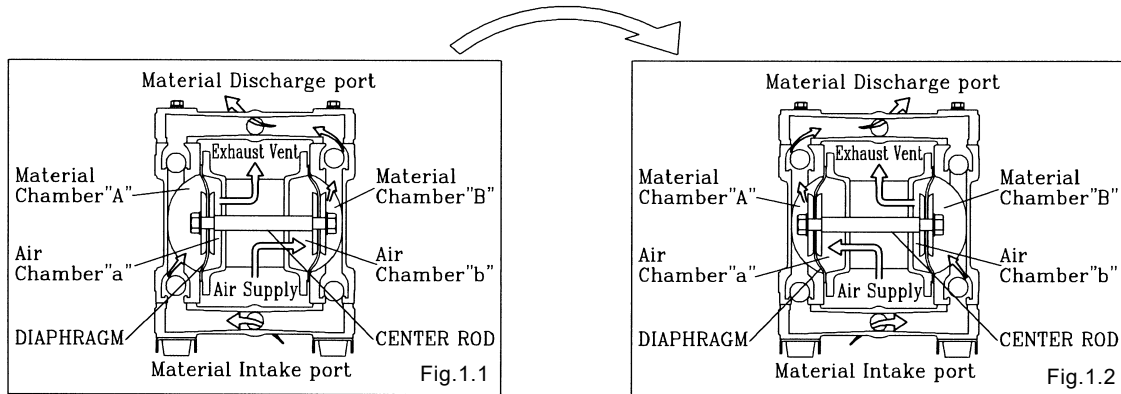 Material Discharge port
Exhaust Vent
Material
Chamber"A"
Material
Chamber"B"
Air
Chamber"a"
Air
Chamber"b"
Air Supply
DIAPHRAGM
CENTER ROD
Material Intake port
Fig.1.1
Material Discharge port
Exhaust Vent
Material
Chamber"A"
Material
Chamber"B"
Air
Chamber"a"
Air
Chamber"b"
Air Supply
DIAPHRAGM
CENTER ROD
Material Intake port
Fig.1.2